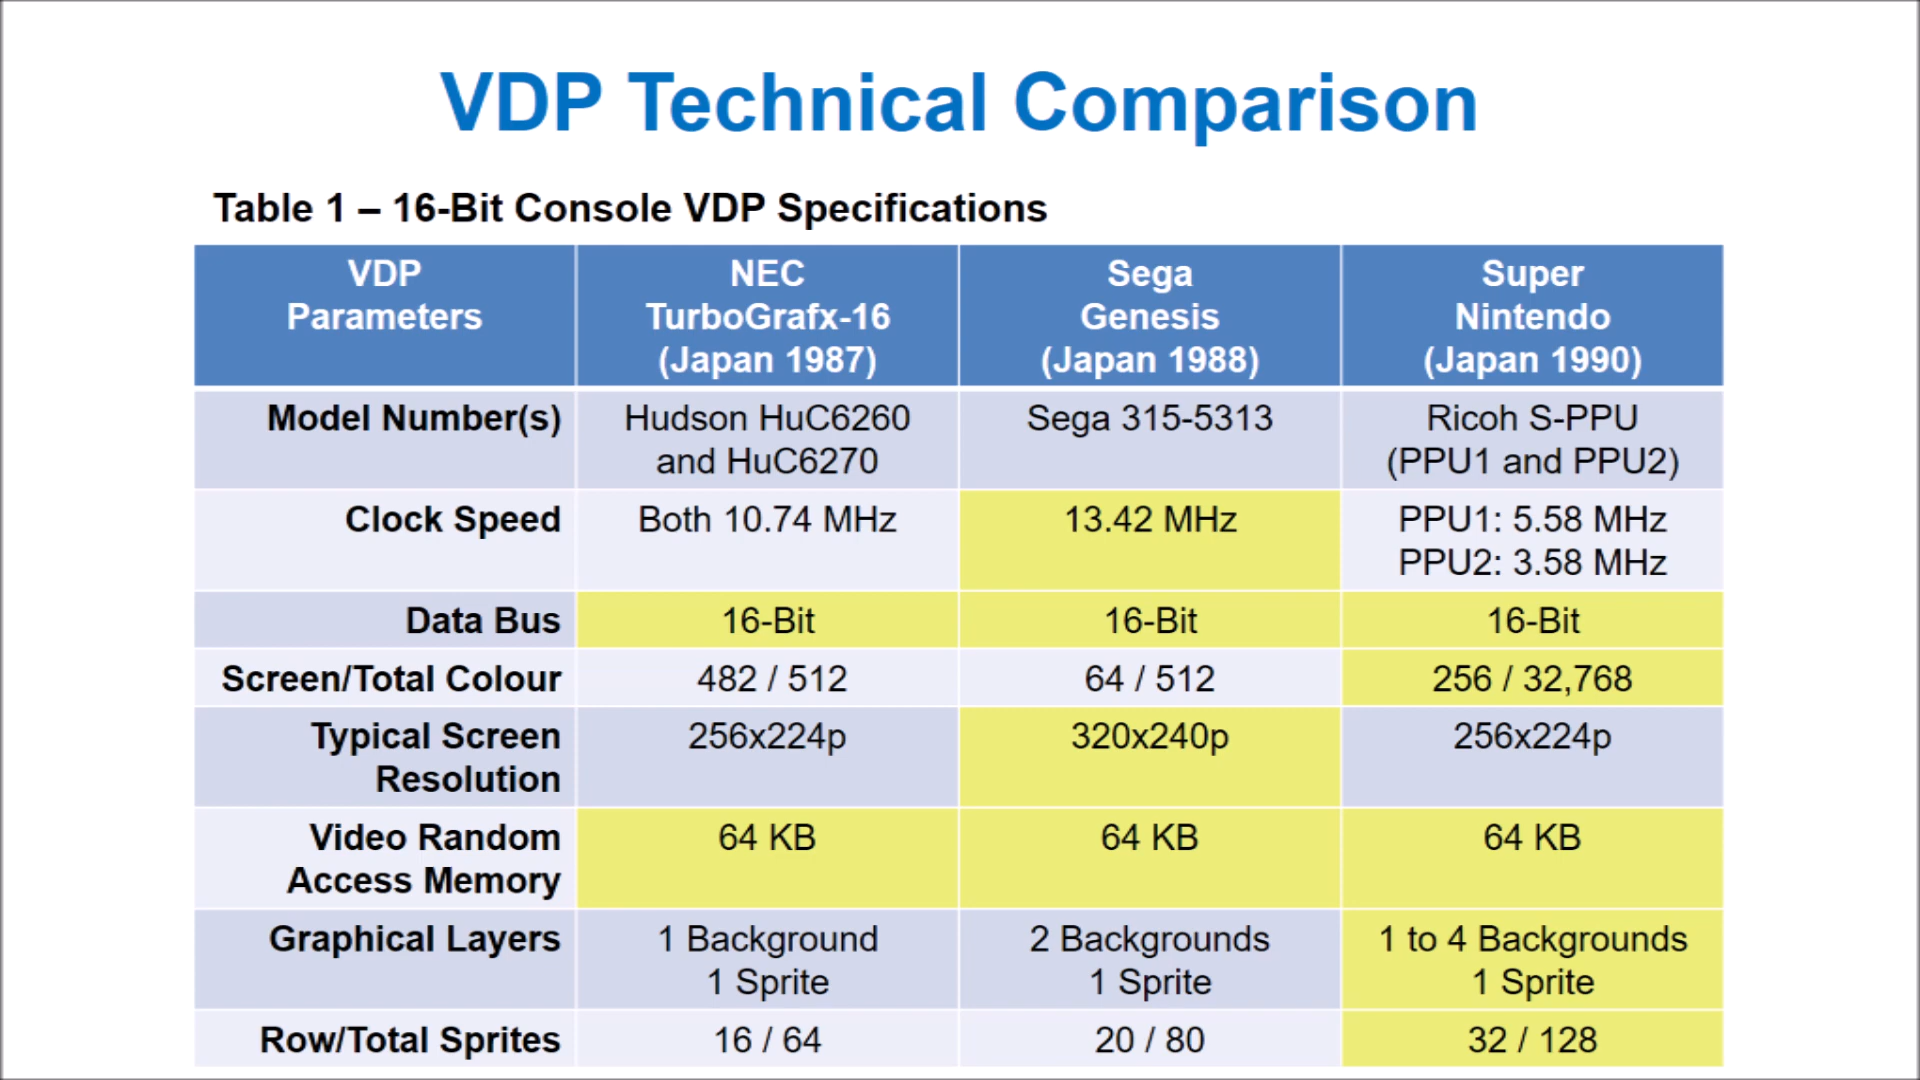 VDP Technical Comparison
Table 1 – 16-Bit Console VDP Specifications
VDP
Parameters
NEC
TurboGrafx-16
(Japan 1987)
Sega
Genesis
(Japan 1988)
Super
Nintendo
(Japan 1990)
Model Number(s)
Hudson HuC6260
and HuC6270
Sega 315-5313
Ricoh S-PPU
(PPU1 and PPU2)
Clock Speed
Both 10.74 MHz
13.42 MHz
PPU1: 5.58 MHz
PPU2: 3.58 MHz
Data Bus
16-Bit
16-Bit
16-Bit
Screen/Total Colour
482 / 512
64 / 512
256 / 32,768
Typical Screen
Resolution
256x224p
320x240p
256x224p
Video Random
Access Memory
64 KB
64 KB
64 KB
Graphical Layers
1 Background
1 Sprite
2 Backgrounds
1 Sprite
1 to 4 Backgrounds
1 Sprite
Row/Total Sprites
16 / 64
20 / 80
32 / 128